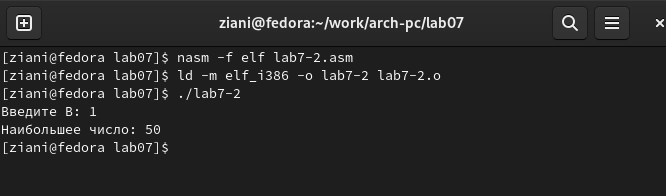 ziani@fedora:~/work/arch-pc/lab07
[ziani@fedora lab07]$ nasm -f elf lab7-2.asm
[ziani@fedora lab07]$ ld -m elf_i386 -o lab7-2 lab7-2.o
[ziani@fedora lab07]$ ./lab7-2
Введите В: 1
Наибольшее число: 50
[ziani@fedora lab07]$